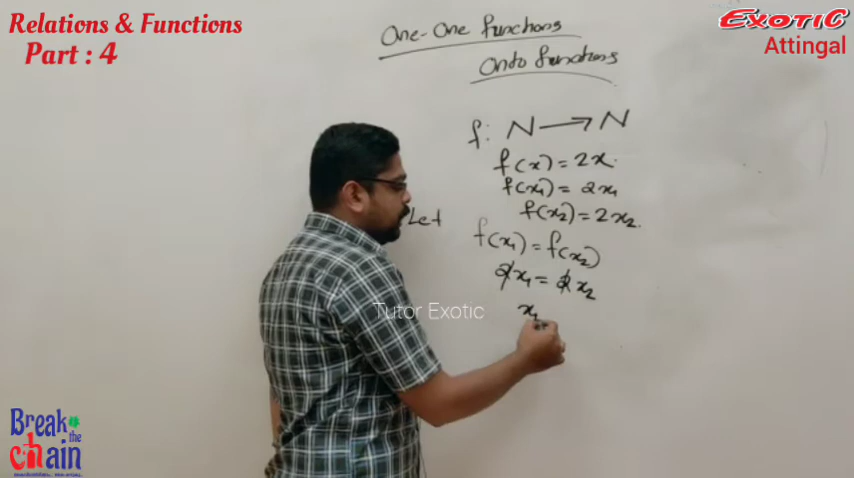 Relations & Functions
Part : 4
EXOTIC
Attingal
One-One functions
Onto functions
f: N → N
f(x) = 2x.
f(x₁) = 2x₁
f(x₂) = 2x₂.
Let f(x₁) = f(x₂)
2x₁ = 2x₂
x₁
Tutor Exotic
Break
the
chain